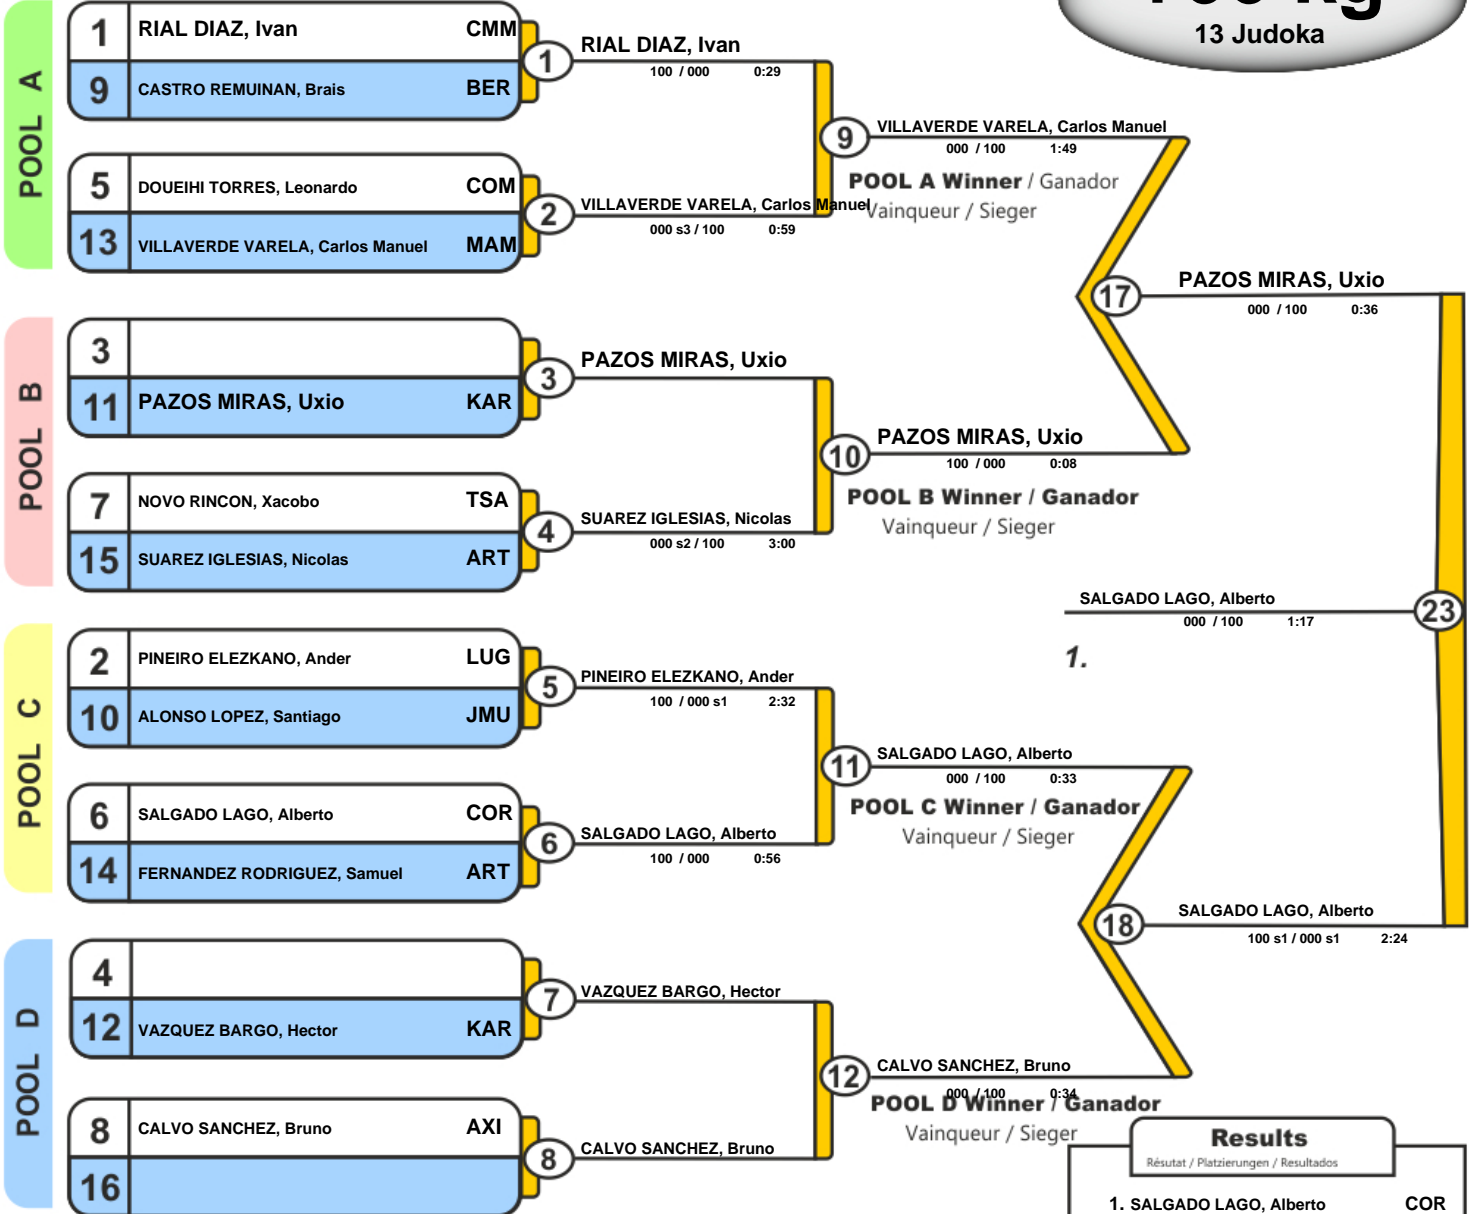 13 Judoka
POOL A
1 RIAL DIAZ, Ivan CMM
9 CASTRO REMUINAN, Brais BER
5 DOUEIHI TORRES, Leonardo COM
13 VILLAVERDE VARELA, Carlos Manuel MAM
1 RIAL DIAZ, Ivan
100 / 000 0:29
2 VILLAVERDE VARELA, Carlos Manuel
000 s3 / 100 0:59
9 VILLAVERDE VARELA, Carlos Manuel
000 / 100 1:49
POOL A Winner / Ganador
Vainqueur / Sieger
POOL B
3
11 PAZOS MIRAS, Uxio KAR
7 NOVO RINCON, Xacobo TSA
15 SUAREZ IGLESIAS, Nicolas ART
3 PAZOS MIRAS, Uxio
4 SUAREZ IGLESIAS, Nicolas
000 s2 / 100 3:00
10 PAZOS MIRAS, Uxio
100 / 000 0:08
POOL B Winner / Ganador
Vainqueur / Sieger
17 PAZOS MIRAS, Uxio
000 / 100 0:36
POOL C
2 PINEIRO ELEZKANO, Ander LUG
10 ALONSO LOPEZ, Santiago JMU
6 SALGADO LAGO, Alberto COR
14 FERNANDEZ RODRIGUEZ, Samuel ART
5 PINEIRO ELEZKANO, Ander
100 / 000 s1 2:32
6 SALGADO LAGO, Alberto
100 / 000 0:56
11 SALGADO LAGO, Alberto
000 / 100 0:33
POOL C Winner / Ganador
Vainqueur / Sieger
POOL D
4
12 VAZQUEZ BARGO, Hector KAR
8 CALVO SANCHEZ, Bruno AXI
16
7 VAZQUEZ BARGO, Hector
8 CALVO SANCHEZ, Bruno
12 CALVO SANCHEZ, Bruno
000 / 100 0:34
POOL D Winner / Ganador
Vainqueur / Sieger
18 SALGADO LAGO, Alberto
100 s1 / 000 s1 2:24
SALGADO LAGO, Alberto 23
000 / 100 1:17
1.
Results
Résutat / Platzierungen / Resultados
1. SALGADO LAGO, Alberto COR